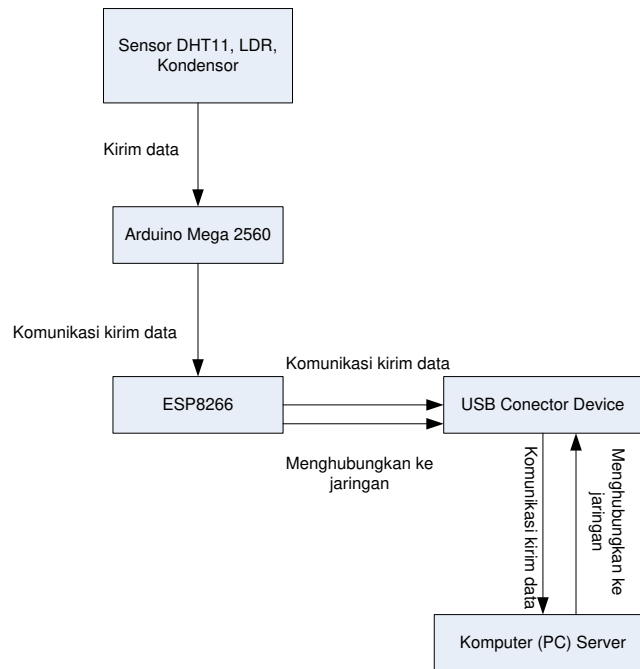 Sensor DHT11, LDR,
Kondensor
Kirim data
Arduino Mega 2560
Komunikasi kirim data
ESP8266
Komunikasi kirim data
USB Conector Device
Menghubungkan ke
jaringan
Komunikasi kirim data
Menghubungkan ke
jaringan
Komputer (PC) Server